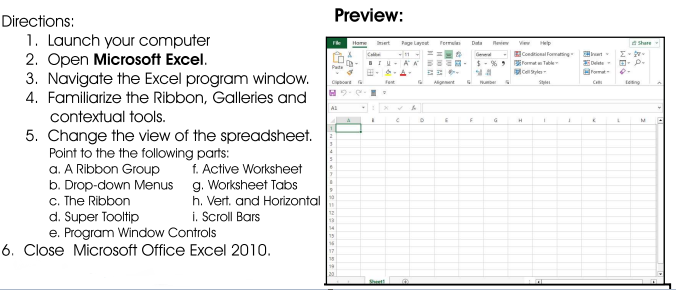 Directions:
1. Launch your computer
2. Open Microsoft Excel.
3. Navigate the Excel program window.
4. Familiarize the Ribbon, Galleries and
contextual tools.
5. Change the view of the spreadsheet.
Point to the the following parts:
a. A Ribbon Group f. Active Worksheet
b. Drop-down Menus g. Worksheet Tabs
c. The Ribbon h. Vert. and Horizontal
d. Super Tooltip i. Scroll Bars
e. Program Window Controls
6. Close Microsoft Office Excel 2010.
Preview:
File Home Insert Page Layout Formulas Data Review View Help Share
Calibri 11 General Conditional Formatting Insert
Paste B I U A A $ % Format as Table Delete
Cell Styles Format
Clipboard Font Alignment Number Styles Cells Editing
A1 fx
A B C D E F G H I J K L M
1
2
3
4
5
6
7
8
9
10
11
12
13
14
15
16
17
18
19
20
Sheet1